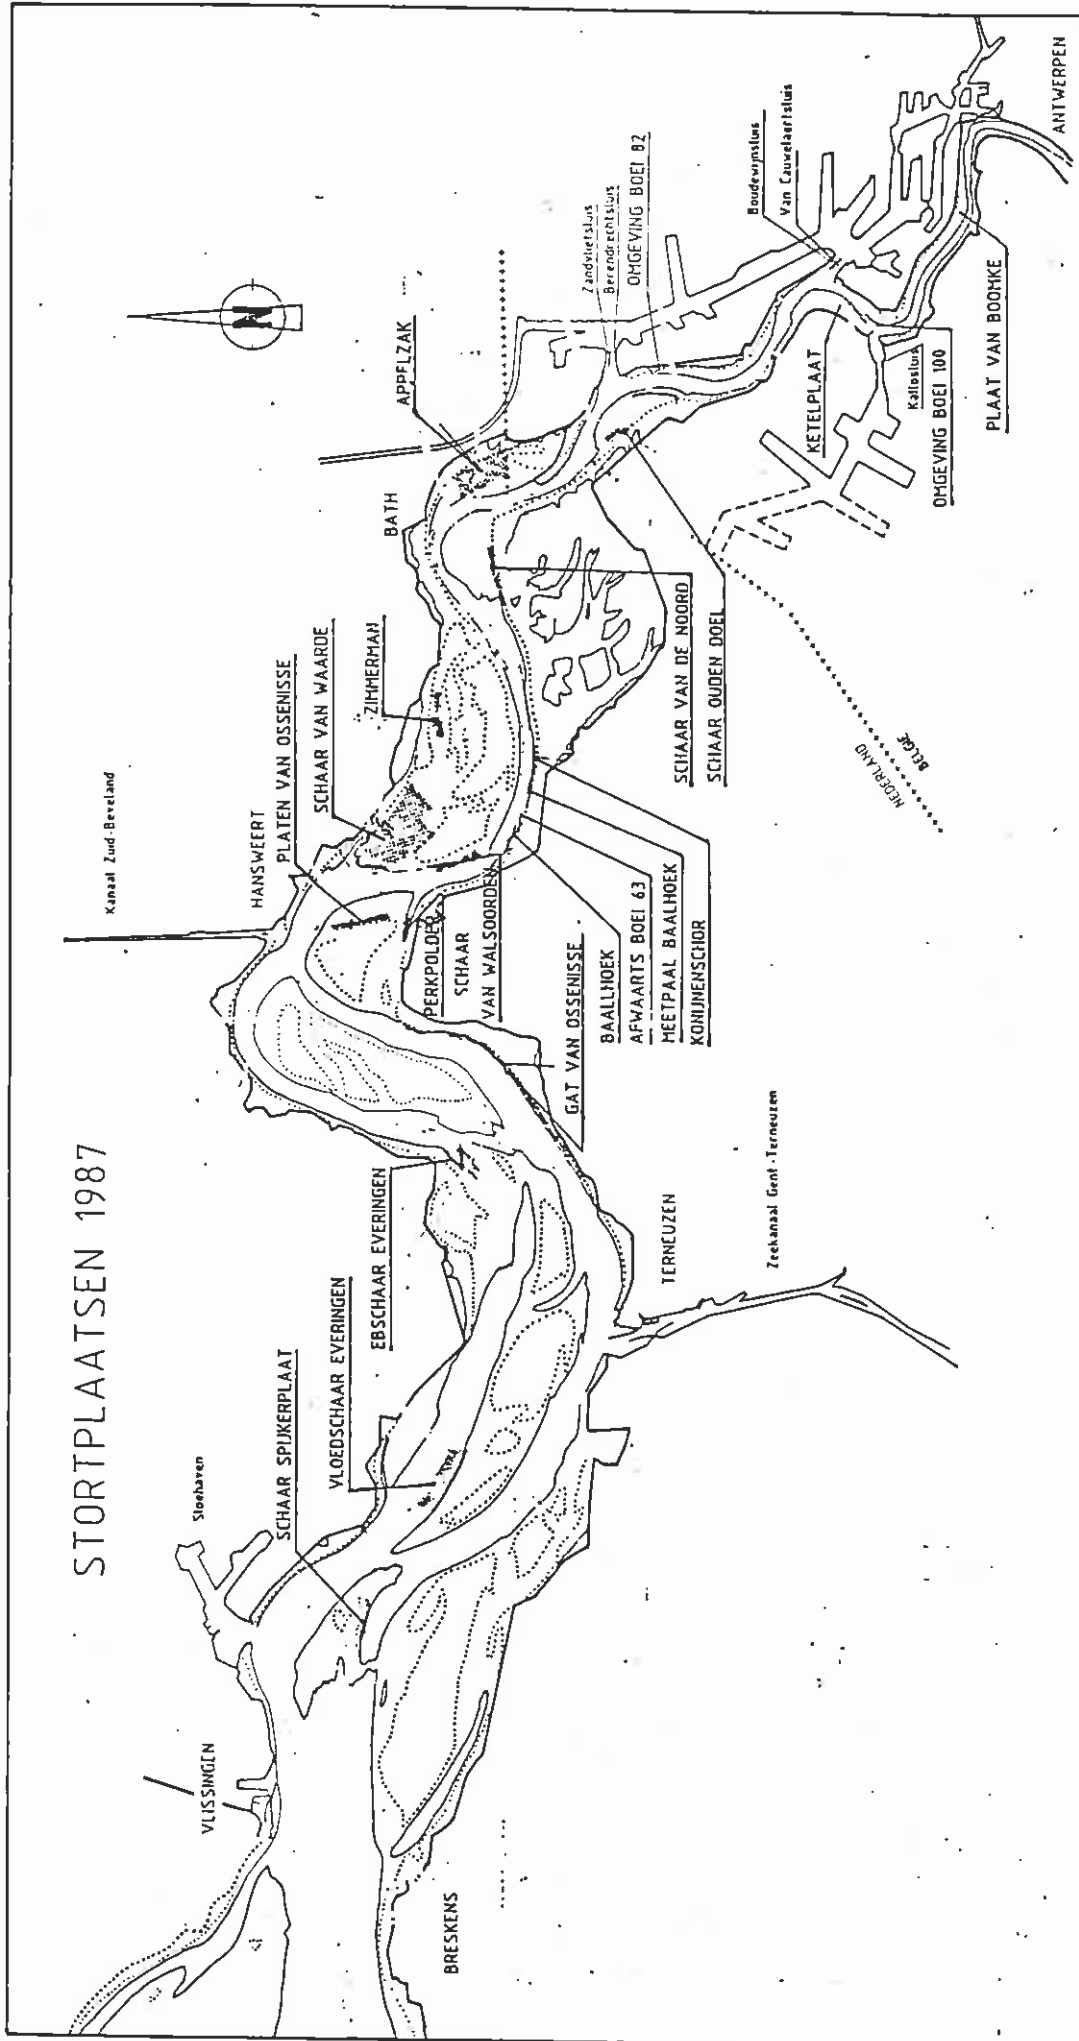 STORTPLAATSEN 1987
VLISSINGEN
Sloehaven
SCHAAR SPIJKERPLAAT
VLOEDSCHAAR EVERINGEN
EBSCHAAR EVERINGEN
BRESKENS
TERNEUZEN
Zeekanaal Gent-Terneuzen
Kanaal Zuid-Beveland
HANSWEERT
PLATEN VAN OSSENISSE
SCHAAR VAN WAARDE
ZIMMERMAN
BATH
APPELZAK
N
PERKPOLDER
SCHAAR
VAN WALSOORDEN
GAT VAN OSSENISSE
BAALLHOEK
AFWAARTS BOEI 63
MEETPAAL BAALHOEK
KONIJNENSCHOR
SCHAAR VAN DE NOORD
SCHAAR OUDEN DOEL
NEDERLAND
BELGIE
Zandvlietsluis
Berendrechtsluis
OMGEVING BOEI 82
Boudewijnsluis
Van Cauwelaertsluis
KETELPLAAT
Kallosluis
OMGEVING BOEI 100
PLAAT VAN BOOMKE
ANTWERPEN